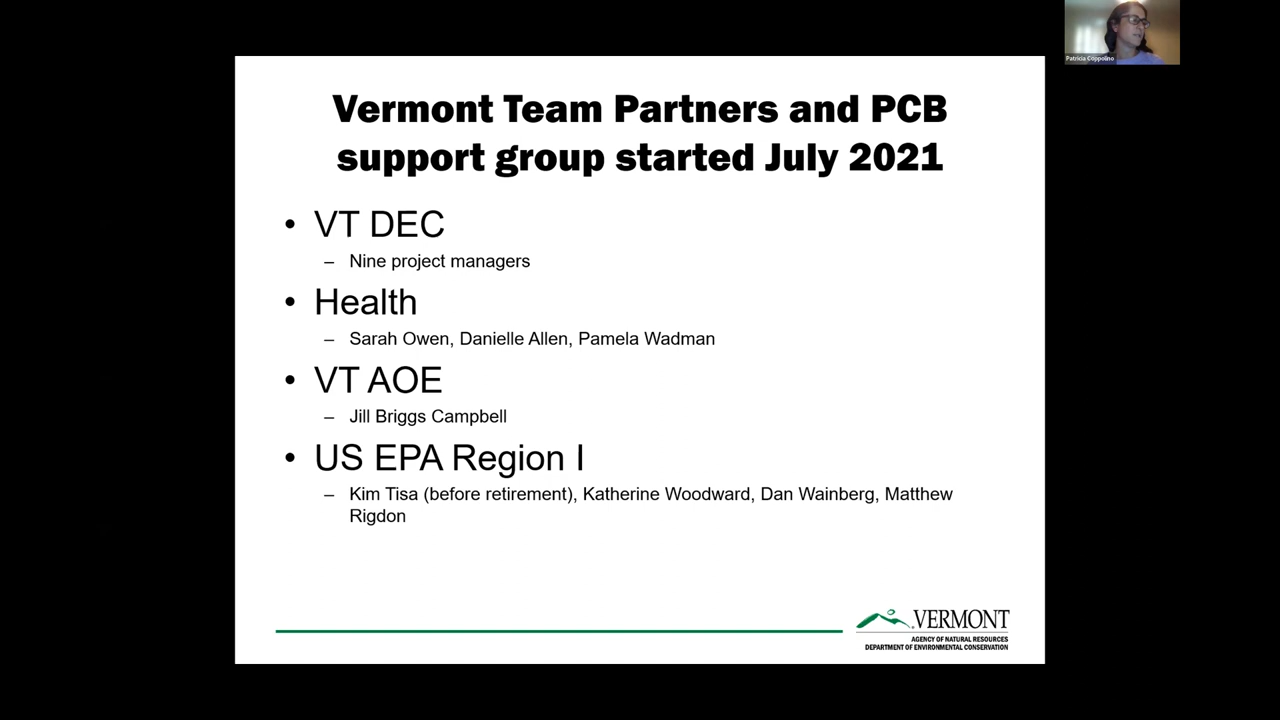 Patricia Coppolino
Vermont Team Partners and PCB
support group started July 2021
• VT DEC
– Nine project managers
• Health
– Sarah Owen, Danielle Allen, Pamela Wadman
• VT AOE
– Jill Briggs Campbell
• US EPA Region I
– Kim Tisa (before retirement), Katherine Woodward, Dan Wainberg, Matthew
Rigdon
VERMONT
AGENCY OF NATURAL RESOURCES
DEPARTMENT OF ENVIRONMENTAL CONSERVATION